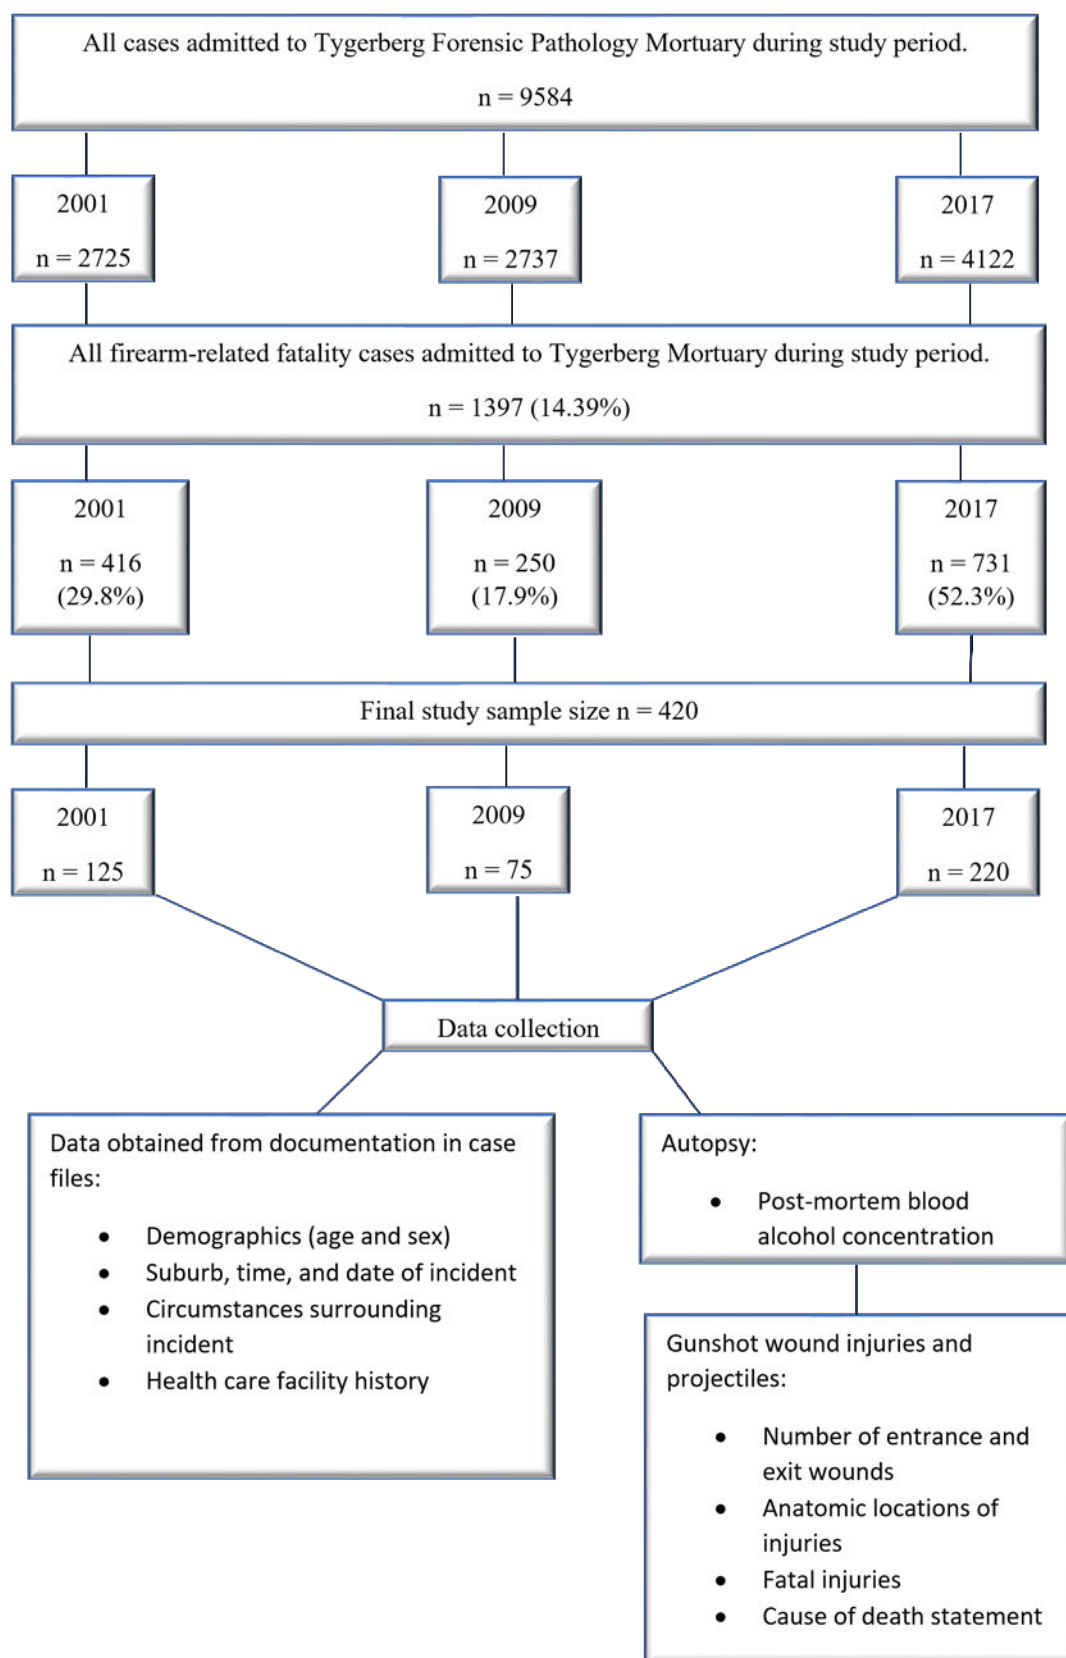 All cases admitted to Tygerberg Forensic Pathology Mortuary during study period.
n = 9584
2001
n = 2725
2009
n = 2737
2017
n = 4122
All firearm-related fatality cases admitted to Tygerberg Mortuary during study period.
n = 1397 (14.39%)
2001
n = 416
(29.8%)
2009
n = 250
(17.9%)
2017
n = 731
(52.3%)
Final study sample size n = 420
2001
n = 125
2009
n = 75
2017
n = 220
Data collection
Data obtained from documentation in case
files:
• Demographics (age and sex)
• Suburb, time, and date of incident
• Circumstances surrounding
incident
• Health care facility history
Autopsy:
• Post-mortem blood
alcohol concentration
Gunshot wound injuries and
projectiles:
• Number of entrance and
exit wounds
• Anatomic locations of
injuries
• Fatal injuries
• Cause of death statement